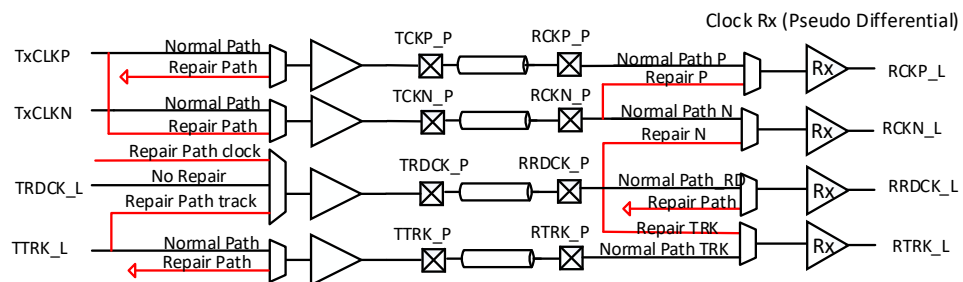 Clock Rx (Pseudo Differential)
TxCLKP
Normal Path
Repair Path
TCKP_P
RCKP_P
Normal Path P
Repair P
Rx
RCKP_L
TxCLKN
Normal Path
Repair Path
TCKN_P
RCKN_P
Normal Path N
Repair N
Rx
RCKN_L
Repair Path clock
TRDCK_L
No Repair
Repair Path track
TRDCK_P
RRDCK_P
Normal Path_RD
Repair Path
Rx
RRDCK_L
TTRK_L
Normal Path
Repair Path
TTRK_P
RTRK_P
Repair TRK
Normal Path TRK
Rx
RTRK_L